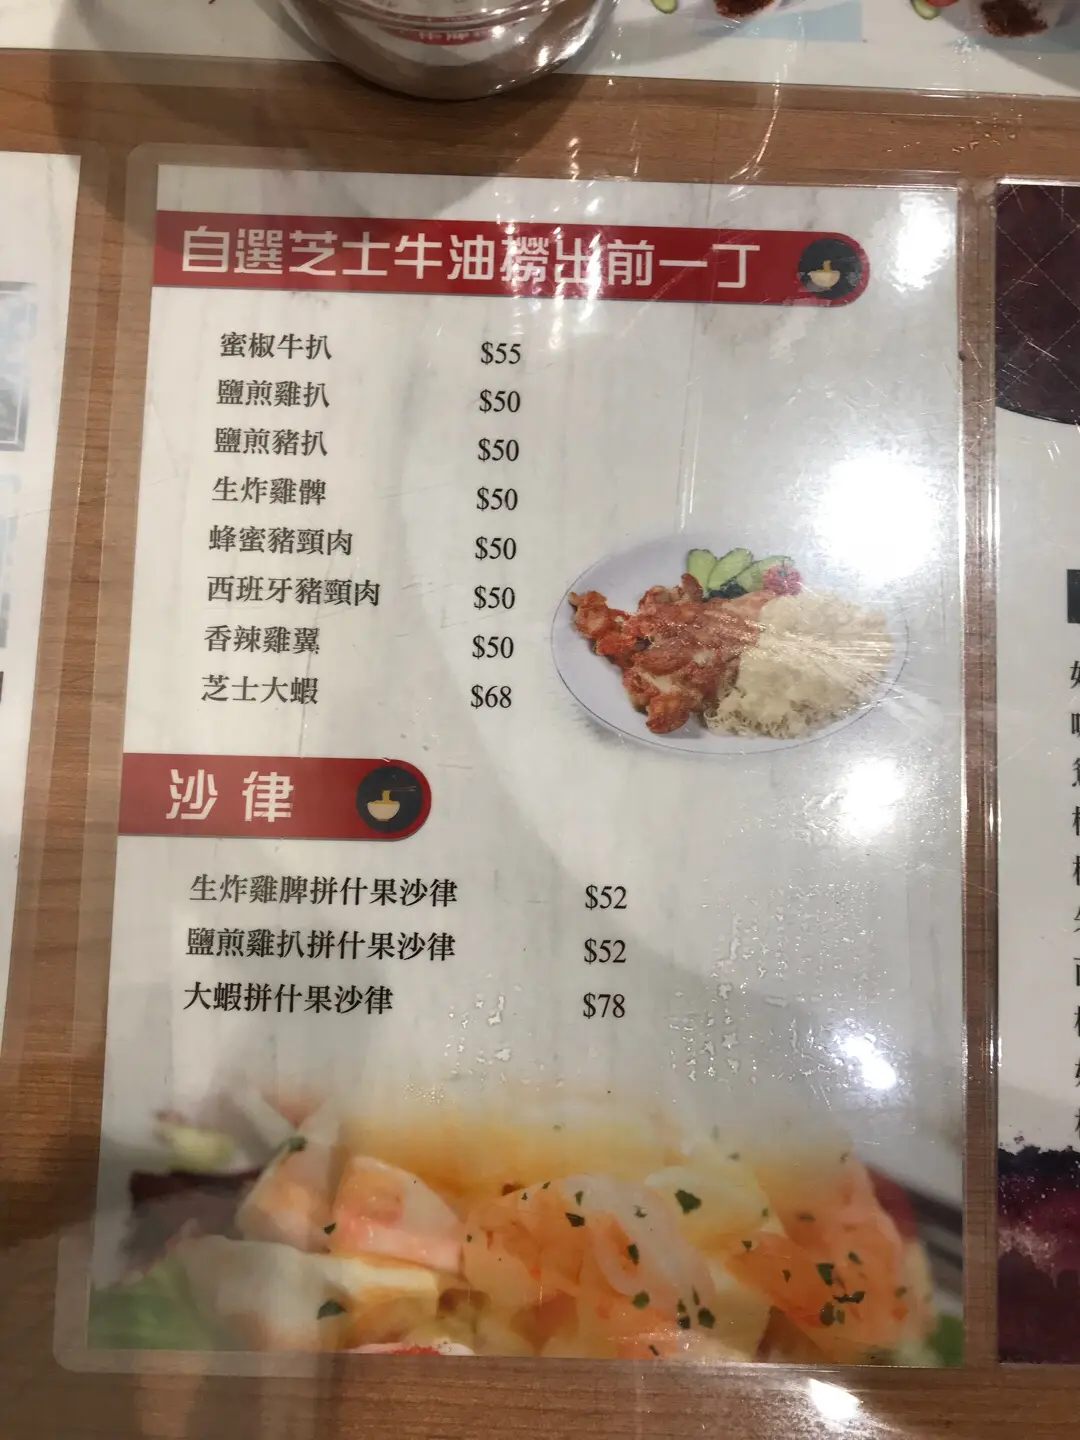 自選芝士牛油撈出前一丁
蜜椒牛扒 $55
鹽煎雞扒 $50
鹽煎豬扒 $50
生炸雞髀 $50
蜂蜜豬頸肉 $50
西班牙豬頸肉 $50
香辣雞翼 $50
芝士大蝦 $68
沙律
生炸雞脾拼什果沙律 $52
鹽煎雞扒拼什果沙律 $52
大蝦拼什果沙律 $78